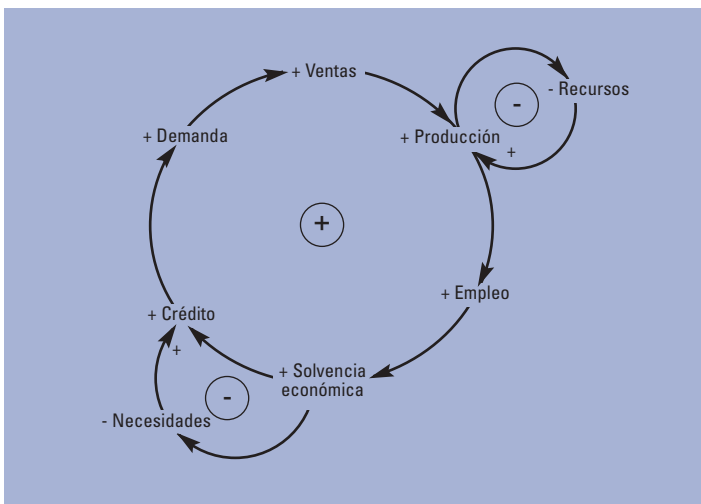 + Ventas
- Recursos
-
+ Demanda
+ Producción
+
+
+ Empleo
+ Crédito
+
+ Solvencia
económica
-
- Necesidades